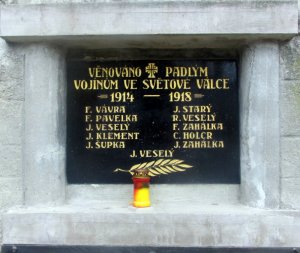 VĚNOVÁNO PADLÝM
VOJÍNŮM VE SVĚTOVÉ VÁLCE
1914 — 1918
F. VÁVRA
F. PAVELKA
J. VESELÝ
J. KLEMENT
J. ŠUPKA
J. STARÝ
R. VESELÝ
F. ZAHÁLKA
C. HOLČR
J. ZAHÁLKA
J. VESELÝ